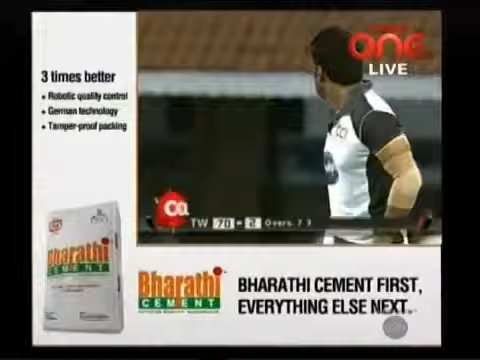 3 times better
• Robotic quality control
• German technology
• Tamper-proof packing
ONE
LIVE
TW 70 - 2 Overs. 7 3
Bharathi
CEMENT
Bharathi
CEMENT
BHARATHI CEMENT FIRST,
EVERYTHING ELSE NEXT.